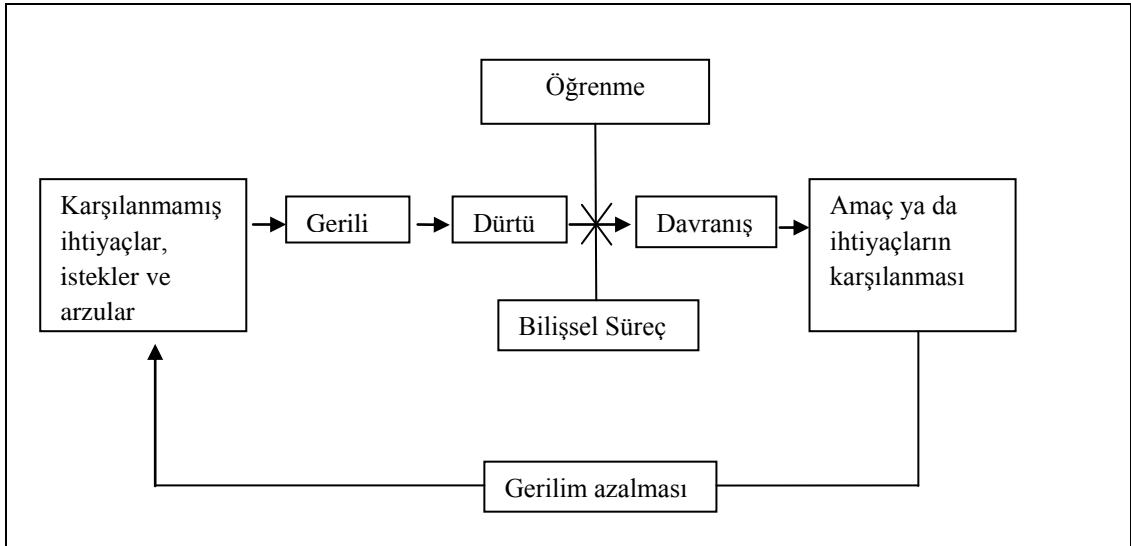 Öğrenme
Karşılanmamış
ihtiyaçlar,
istekler ve
arzular
Gerili
Dürtü
Davranış
Amaç ya da
ihtiyaçların
karşılanması
Bilişsel Süreç
Gerilim azalması